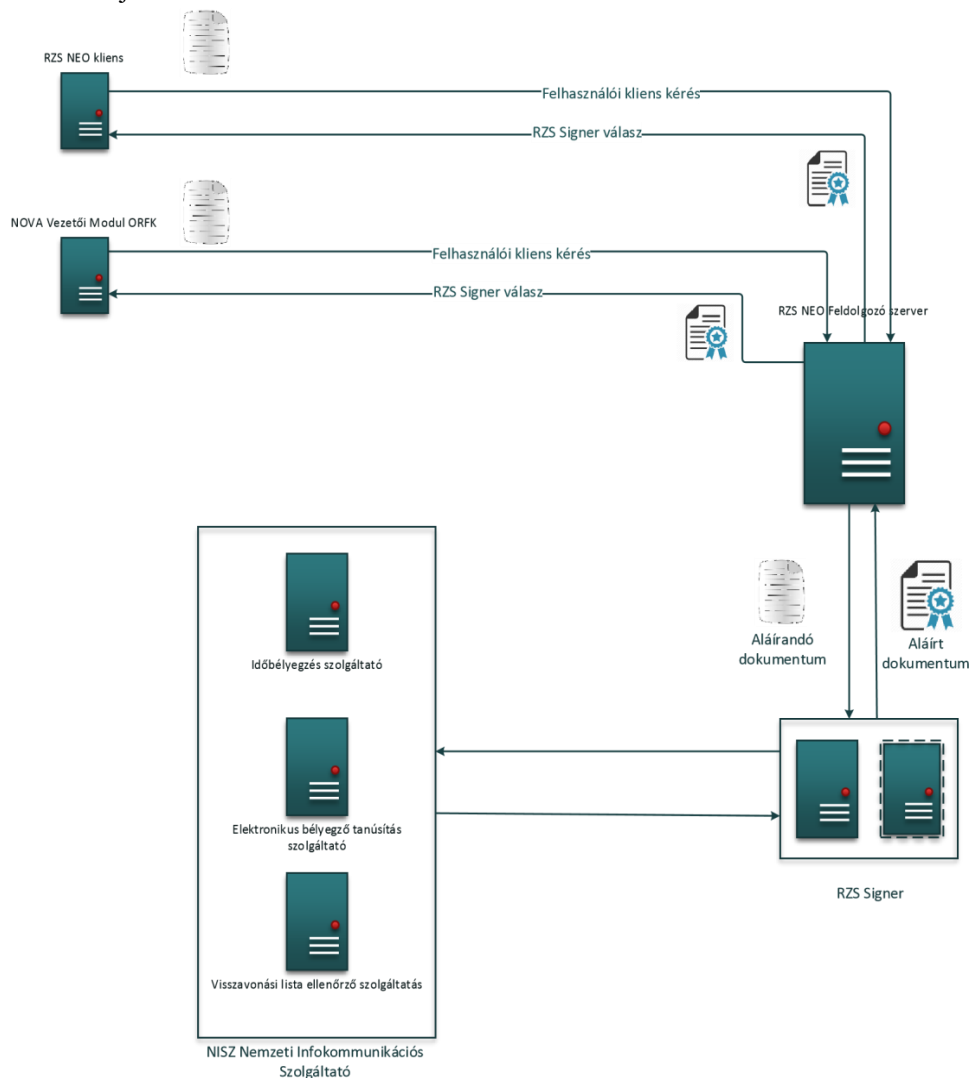 RZS NEO kliens
Felhasználói kliens kérés
RZS Signer válasz
NOVA Vezetői Modul ORFK
Felhasználói kliens kérés
RZS Signer válasz
RZS NEO Feldolgozó szerver
Aláírandó
dokumentum
Aláírt
dokumentum
Időbélyegzés szolgáltató
Elektronikus bélyegző tanúsítás
szolgáltató
Visszavonási lista ellenőrző szolgáltatás
RZS Signer
NISZ Nemzeti Infokommunikációs
Szolgáltató